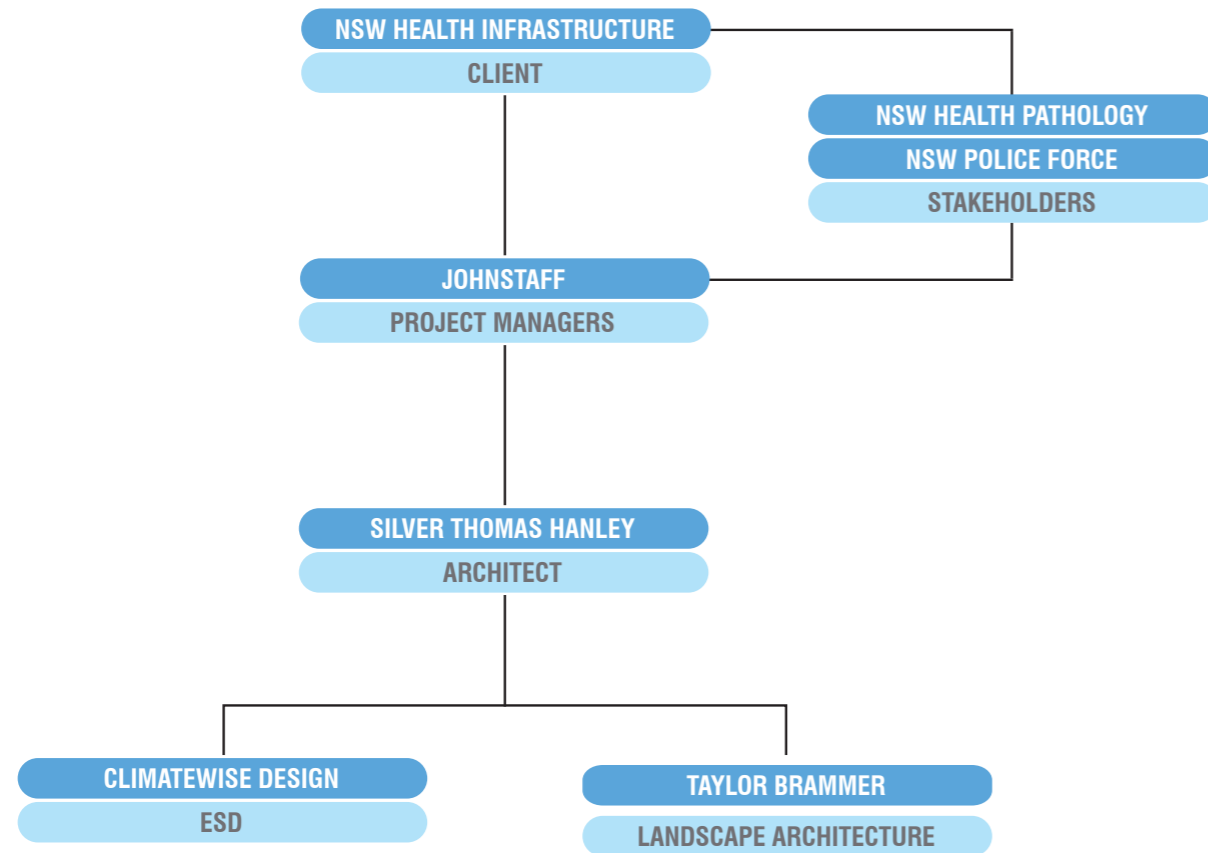 NSW HEALTH INFRASTRUCTURE
CLIENT
NSW HEALTH PATHOLOGY
NSW POLICE FORCE
STAKEHOLDERS
JOHNSTAFF
PROJECT MANAGERS
SILVER THOMAS HANLEY
ARCHITECT
CLIMATEWISE DESIGN
ESD
TAYLOR BRAMMER
LANDSCAPE ARCHITECTURE